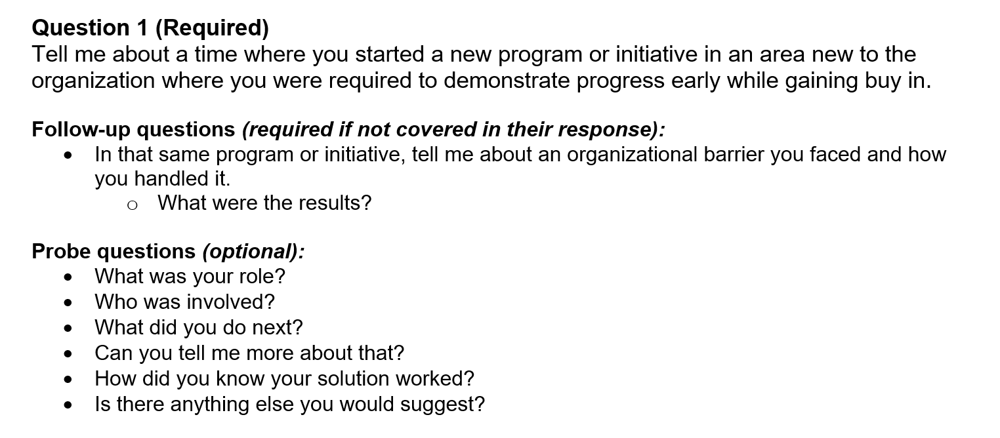 Question 1 (Required)
Tell me about a time where you started a new program or initiative in an area new to the
organization where you were required to demonstrate progress early while gaining buy in.
Follow-up questions (required if not covered in their response):
• In that same program or initiative, tell me about an organizational barrier you faced and how
you handled it.
o What were the results?
Probe questions (optional):
• What was your role?
• Who was involved?
• What did you do next?
• Can you tell me more about that?
• How did you know your solution worked?
• Is there anything else you would suggest?